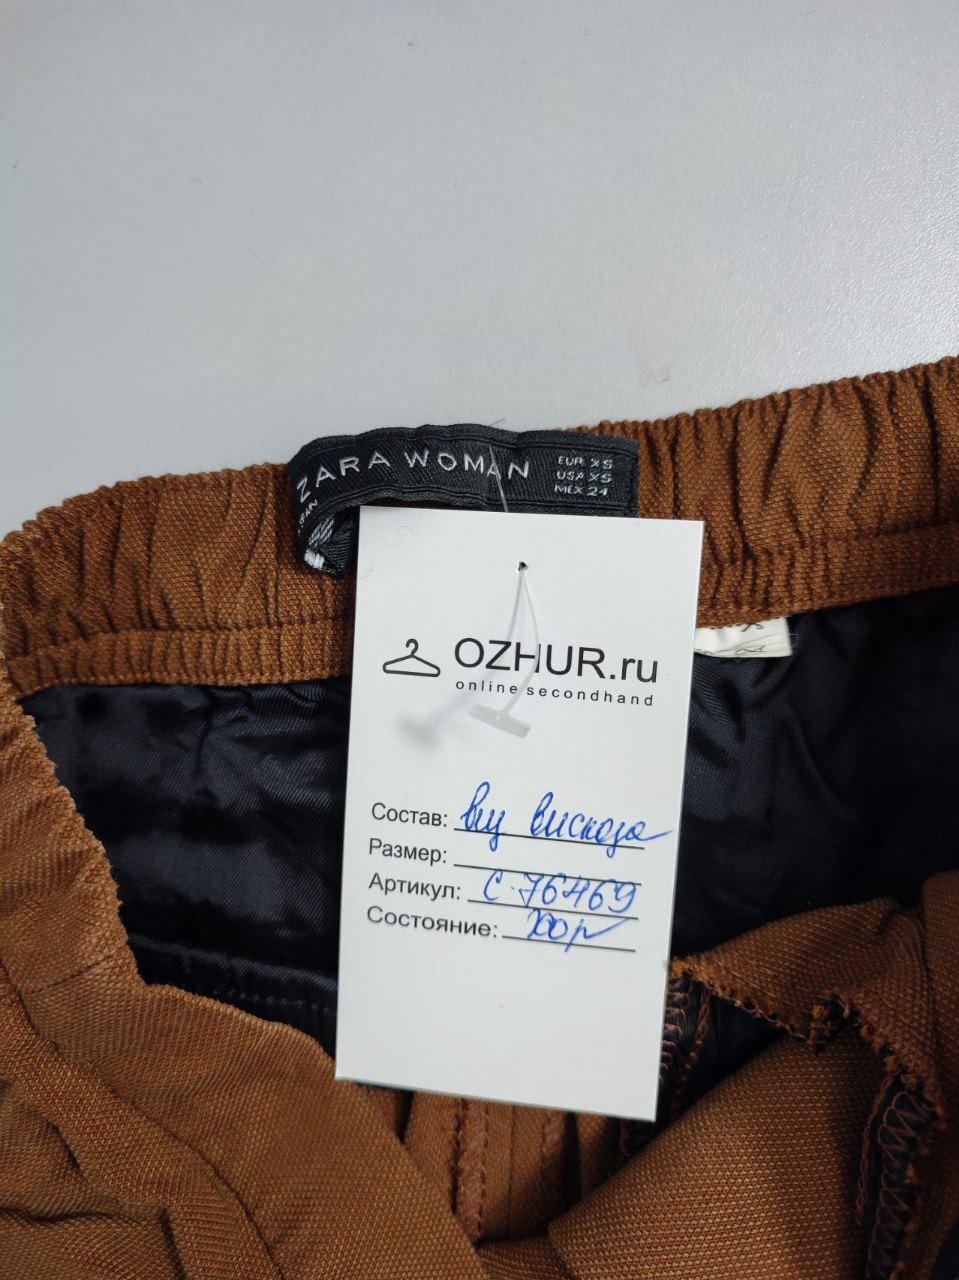 ZARA WOMAN
EUR XS
USA XS
MEX 24
OZHUR.ru
online secondhand
Состав: виу вискоза
Размер:
Артикул: С-76469
Состояние: хор